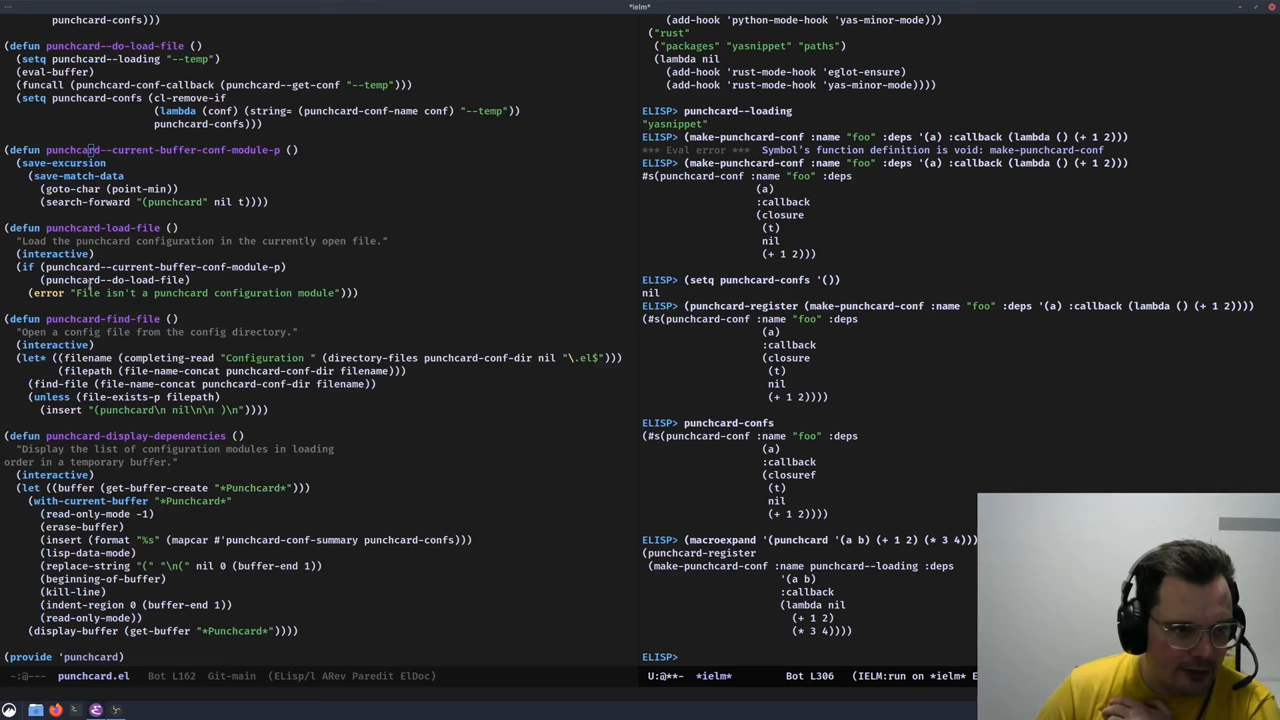 *ielm*
punchcard-confs)))
(defun punchcard--do-load-file ()
(setq punchcard--loading "--temp")
(eval-buffer)
(funcall (punchcard-conf-callback (punchcard--get-conf "--temp")))
(setq punchcard-confs (cl-remove-if
(lambda (conf) (string= (punchcard-conf-name conf) "--temp"))
punchcard-confs)))
(defun punchcard--current-buffer-conf-module-p ()
(save-excursion
(save-match-data
(goto-char (point-min))
(search-forward "(punchcard" nil t))))
(defun punchcard-load-file ()
"Load the punchcard configuration in the currently open file."
(interactive)
(if (punchcard--current-buffer-conf-module-p)
(punchcard--do-load-file)
(error "File isn't a punchcard configuration module")))
(defun punchcard-find-file ()
"Open a config file from the config directory."
(interactive)
(let* ((filename (completing-read "Configuration " (directory-files punchcard-conf-dir nil "\.el$")))
(filepath (file-name-concat punchcard-conf-dir filename)))
(find-file (file-name-concat punchcard-conf-dir filename))
(unless (file-exists-p filepath)
(insert "(punchcard\n nil\n\n )\n"))))
(defun punchcard-display-dependencies ()
"Display the list of configuration modules in loading
order in a temporary buffer."
(interactive)
(let ((buffer (get-buffer-create "*Punchcard*")))
(with-current-buffer "*Punchcard*"
(read-only-mode -1)
(erase-buffer)
(insert (format "%s" (mapcar #'punchcard-conf-summary punchcard-confs)))
(lisp-data-mode)
(replace-string "(" "\n(" nil 0 (buffer-end 1))
(beginning-of-buffer)
(kill-line)
(indent-region 0 (buffer-end 1))
(read-only-mode))
(display-buffer (get-buffer "*Punchcard*"))))
(provide 'punchcard)
-:@--- punchcard.el Bot L162 Git-main (ELisp/l ARev Paredit ElDoc)
(add-hook 'python-mode-hook 'yas-minor-mode)))
("rust"
("packages" "yasnippet" "paths")
(lambda nil
(add-hook 'rust-mode-hook 'eglot-ensure)
(add-hook 'rust-mode-hook 'yas-minor-mode))))
ELISP> punchcard--loading
"yasnippet"
ELISP> (make-punchcard-conf :name "foo" :deps '(a) :callback (lambda () (+ 1 2)))
*** Eval error *** Symbol's function definition is void: make-punchcard-conf
ELISP> (make-punchcard-conf :name "foo" :deps '(a) :callback (lambda () (+ 1 2)))
#s(punchcard-conf :name "foo" :deps
(a)
:callback
(closure
(t)
nil
(+ 1 2)))
ELISP> (setq punchcard-confs '())
nil
ELISP> (punchcard-register (make-punchcard-conf :name "foo" :deps '(a) :callback (lambda () (+ 1 2))))
(#s(punchcard-conf :name "foo" :deps
(a)
:callback
(closure
(t)
nil
(+ 1 2))))
ELISP> punchcard-confs
(#s(punchcard-conf :name "foo" :deps
(a)
:callback
(closuref
(t)
nil
(+ 1 2))))
ELISP> (macroexpand '(punchcard '(a b) (+ 1 2) (* 3 4)))
(punchcard-register
(make-punchcard-conf :name punchcard--loading :deps
'(a b)
:callback
(lambda nil
(+ 1 2)
(* 3 4))))
ELISP>
U:@**- *ielm* Bot L306 (IELM:run on *ielm* E